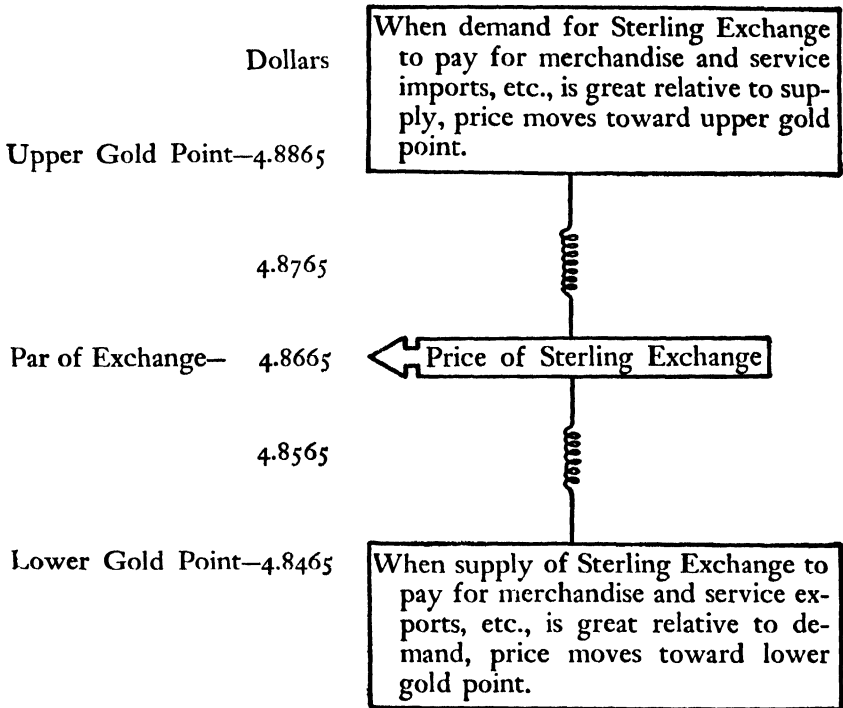 Dollars
When demand for Sterling Exchange
to pay for merchandise and service
imports, etc., is great relative to sup-
ply, price moves toward upper gold
point.
Upper Gold Point—4.8865
4.8765
Par of Exchange— 4.8665
Price of Sterling Exchange
4.8565
Lower Gold Point—4.8465
When supply of Sterling Exchange to
pay for merchandise and service ex-
ports, etc., is great relative to de-
mand, price moves toward lower
gold point.